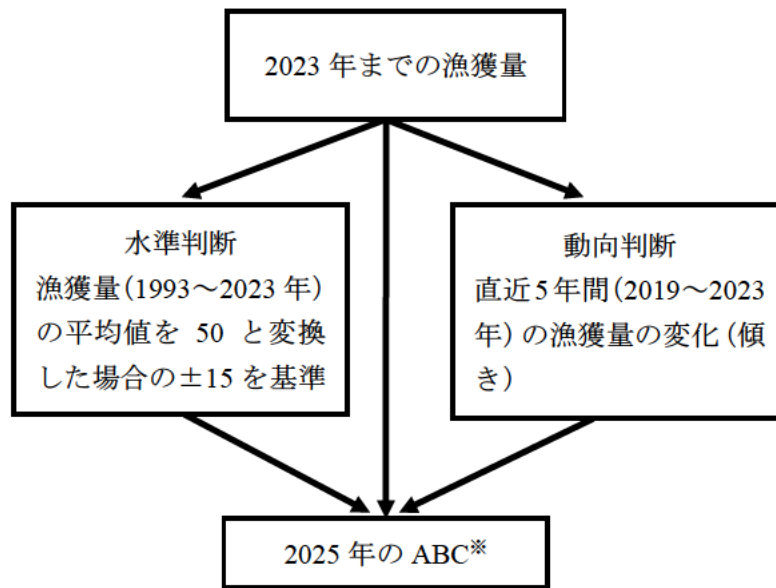 2023 年までの漁獲量
水準判断
漁獲量(1993～2023 年)
の平均値を 50 と変換
した場合の±15 を基準
動向判断
直近5年間(2019～2023
年)の漁獲量の変化(傾
き)
2025 年の ABC※